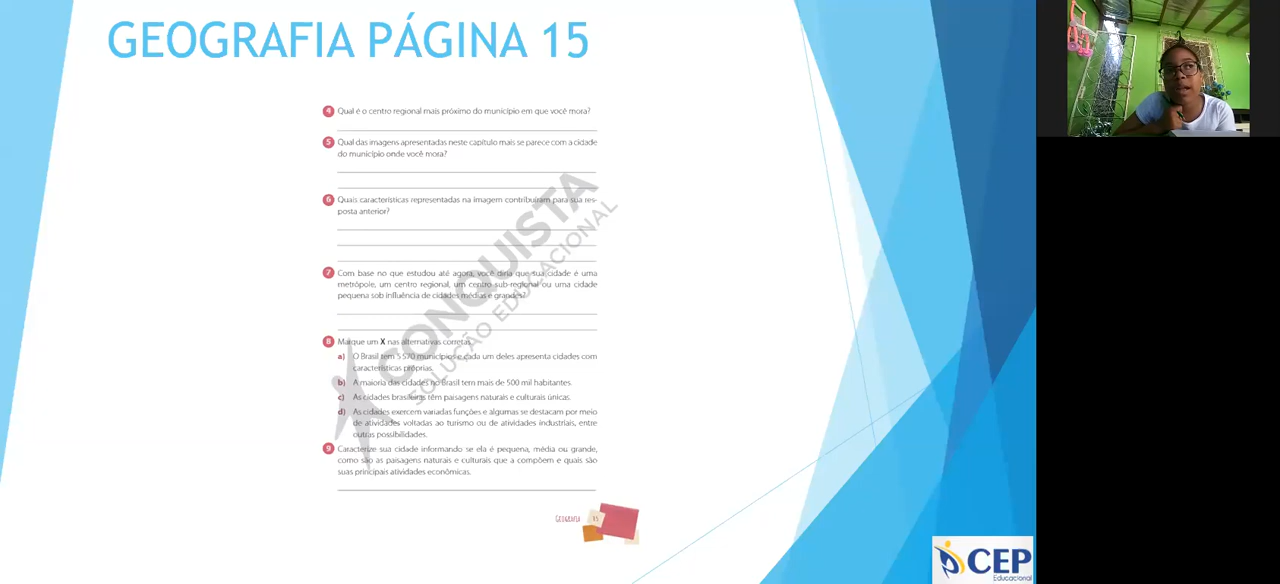 GEOGRAFIA PÁGINA 15
4 Qual é o centro regional mais próximo do município em que você mora?
5 Qual das imagens apresentadas neste capítulo mais se parece com a cidade
do município onde você mora?
6 Quais características representadas na imagem contribuíram para sua res-
posta anterior?
7 Com base no que estudou até agora, você diria que sua cidade é uma
metrópole, um centro regional, um centro sub-regional ou uma cidade
pequena sob influência de cidades médias e grandes?
8 Marque um X nas alternativas corretas.
a) O Brasil tem 5 570 municípios e cada um deles apresenta cidades com
características próprias.
b) A maioria das cidades no Brasil tem mais de 500 mil habitantes.
c) As cidades brasileiras têm paisagens naturais e culturais únicas.
d) As cidades exercem variadas funções e algumas se destacam por meio
de atividades voltadas ao turismo ou de atividades industriais, entre
outras possibilidades.
9 Caracterize sua cidade informando se ela é pequena, média ou grande,
como são as paisagens naturais e culturais que a compõem e quais são
suas principais atividades econômicas.
CONQUISTA
SOLUÇÃO EDUCACIONAL
GEOGRAFIA 15
CEP
Educacional